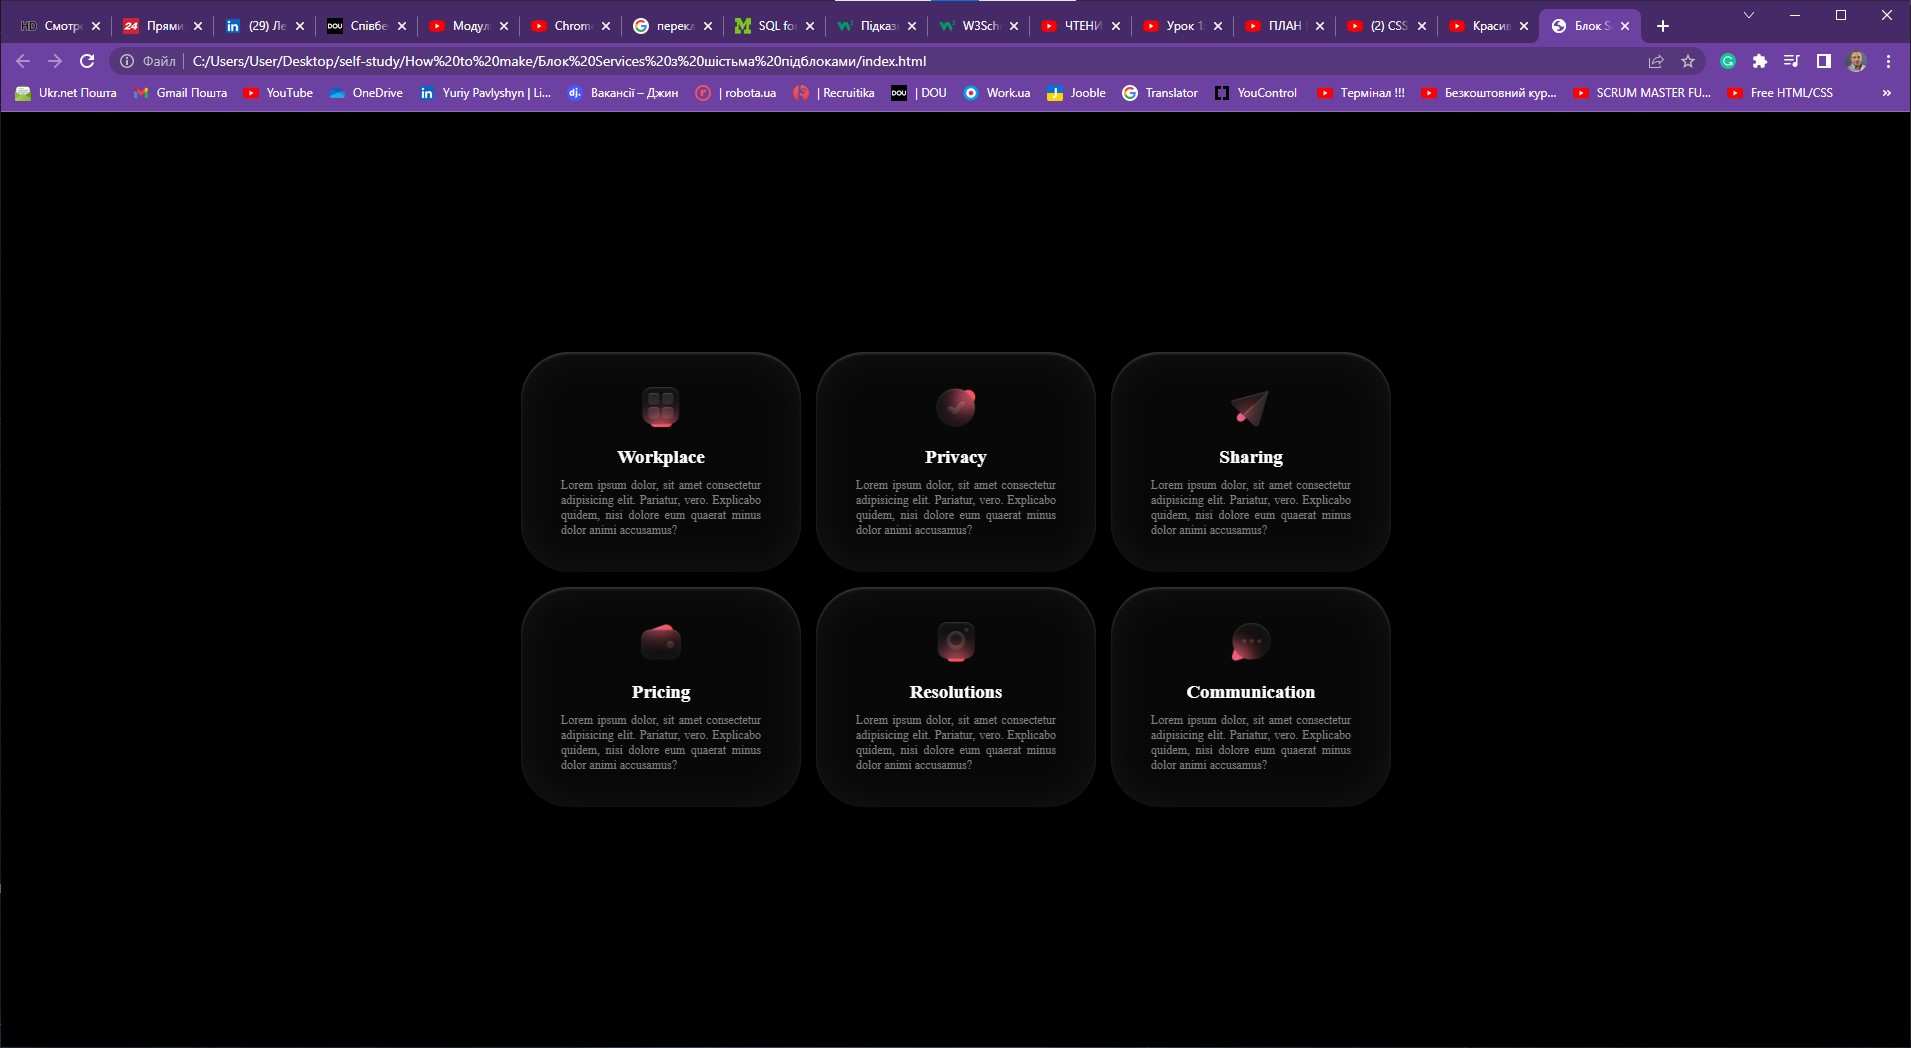 Смотр
24 Прями
in (29) Ле
DOU Співбе
Модул
Chrom
перекл
SQL fo
Підказ
W3Sch
ЧТЕНИ
Урок 1
ПЛАН
(2) CSS
Красив
Блок S
Файл C:/Users/User/Desktop/self-study/How%20to%20make/Блок%20Services%20з%20шістьма%20підблоками/index.html
Ukr.net Пошта
Gmail Пошта
YouTube
OneDrive
in Yuriy Pavlyshyn | Li...
dj. Вакансії – Джин
r | robota.ua
| Recruitika
DOU | DOU
Work.ua
Jooble
Translator
YouControl
Термінал !!!
Безкоштовний кур...
SCRUM MASTER FU...
Free HTML/CSS
»
Workplace
Lorem ipsum dolor, sit amet consectetur
adipisicing elit. Pariatur, vero. Explicabo
quidem, nisi dolore eum quaerat minus
dolor animi accusamus?
Privacy
Lorem ipsum dolor, sit amet consectetur
adipisicing elit. Pariatur, vero. Explicabo
quidem, nisi dolore eum quaerat minus
dolor animi accusamus?
Sharing
Lorem ipsum dolor, sit amet consectetur
adipisicing elit. Pariatur, vero. Explicabo
quidem, nisi dolore eum quaerat minus
dolor animi accusamus?
Pricing
Lorem ipsum dolor, sit amet consectetur
adipisicing elit. Pariatur, vero. Explicabo
quidem, nisi dolore eum quaerat minus
dolor animi accusamus?
Resolutions
Lorem ipsum dolor, sit amet consectetur
adipisicing elit. Pariatur, vero. Explicabo
quidem, nisi dolore eum quaerat minus
dolor animi accusamus?
Communication
Lorem ipsum dolor, sit amet consectetur
adipisicing elit. Pariatur, vero. Explicabo
quidem, nisi dolore eum quaerat minus
dolor animi accusamus?